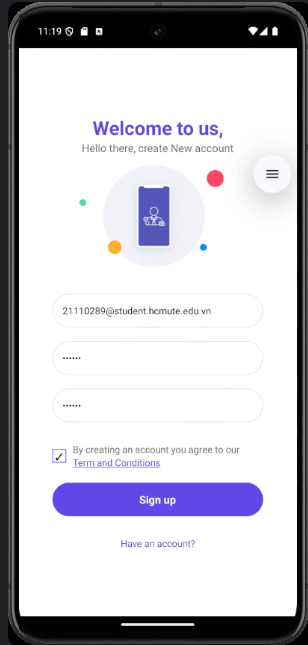 11:19
Welcome to us,
Hello there, create New account
21110289@student.hcmute.edu.vn
••••••
••••••
By creating an account you agree to our
Term and Conditions
Sign up
Have an account?